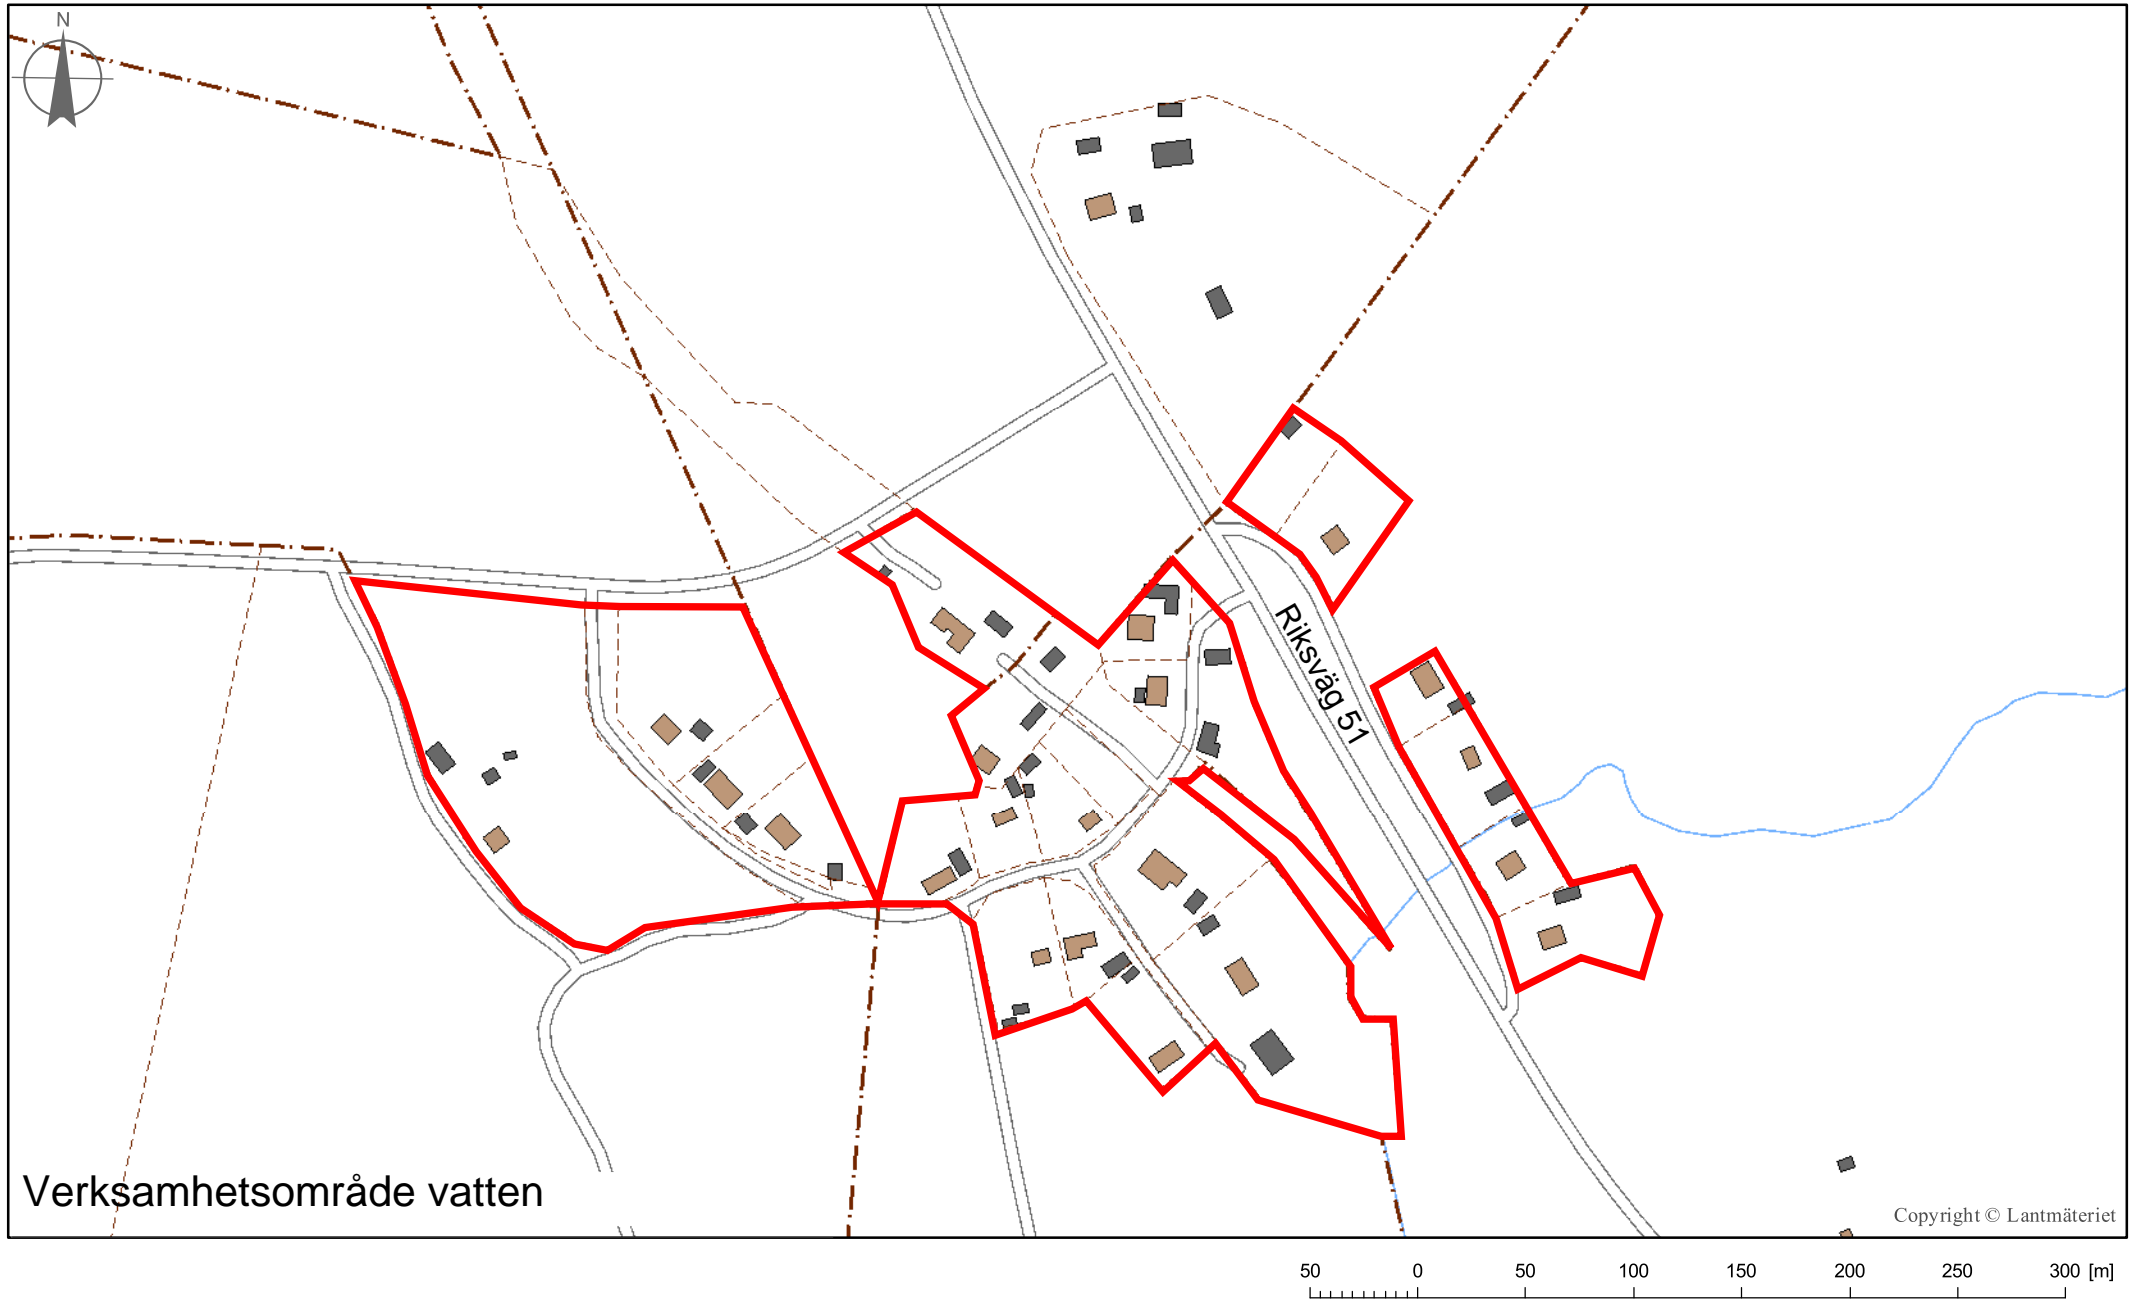 N
Riksväg 51
Verksamhetsområde vatten
Copyright © Lantmäteriet
50 0 50 100 150 200 250 300 [m]